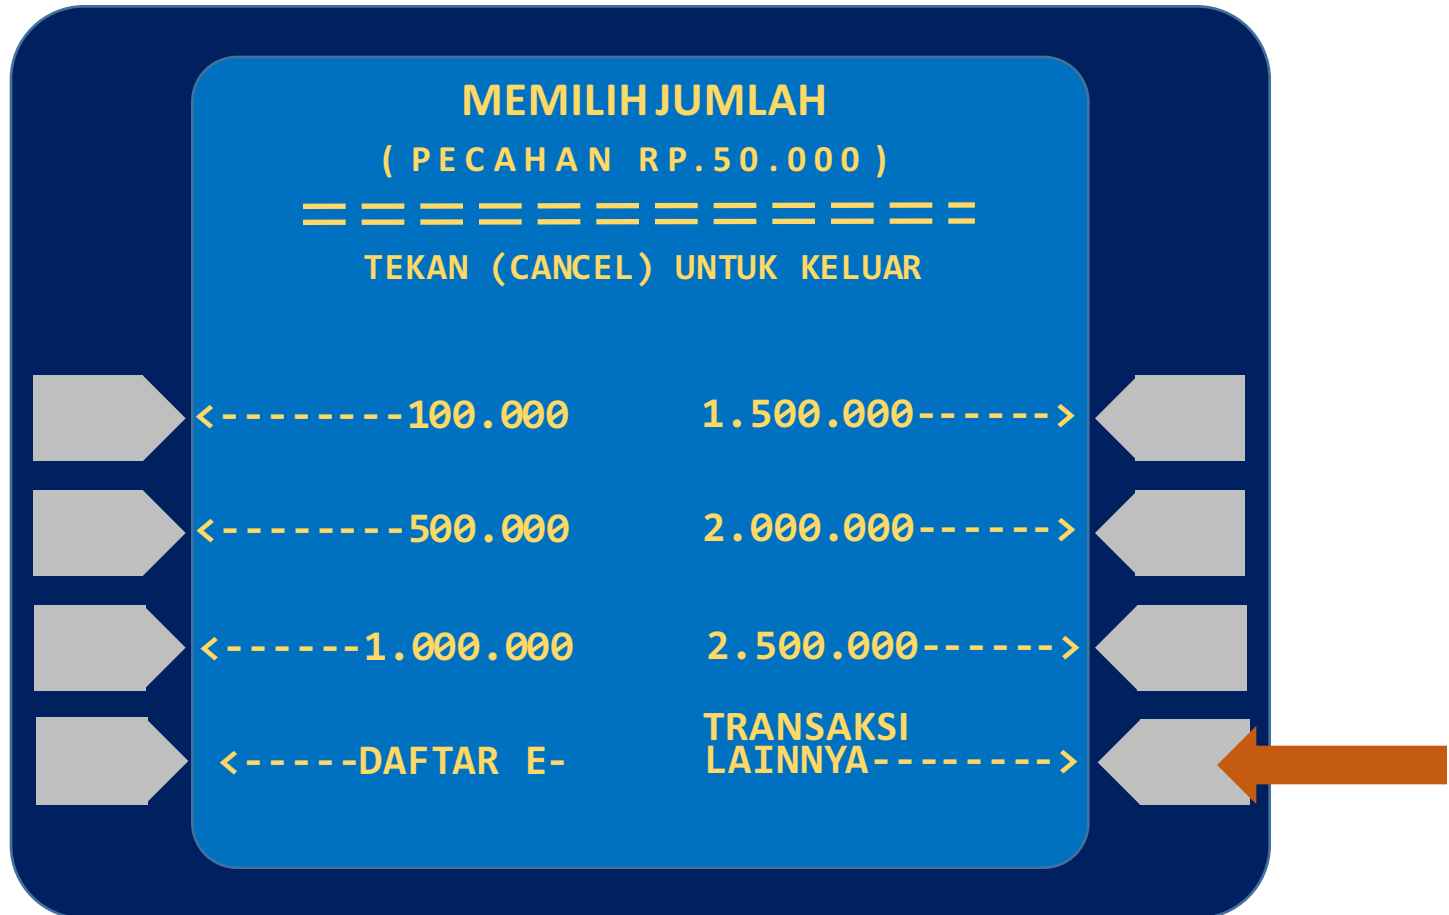 MEMILIH JUMLAH
( PECAHAN RP.50.000 )
============
TEKAN (CANCEL) UNTUK KELUAR
<--------100.000 1.500.000------>
<--------500.000 2.000.000------>
<------1.000.000 2.500.000------>
TRANSAKSI
<-----DAFTAR E- LAINNYA-------->